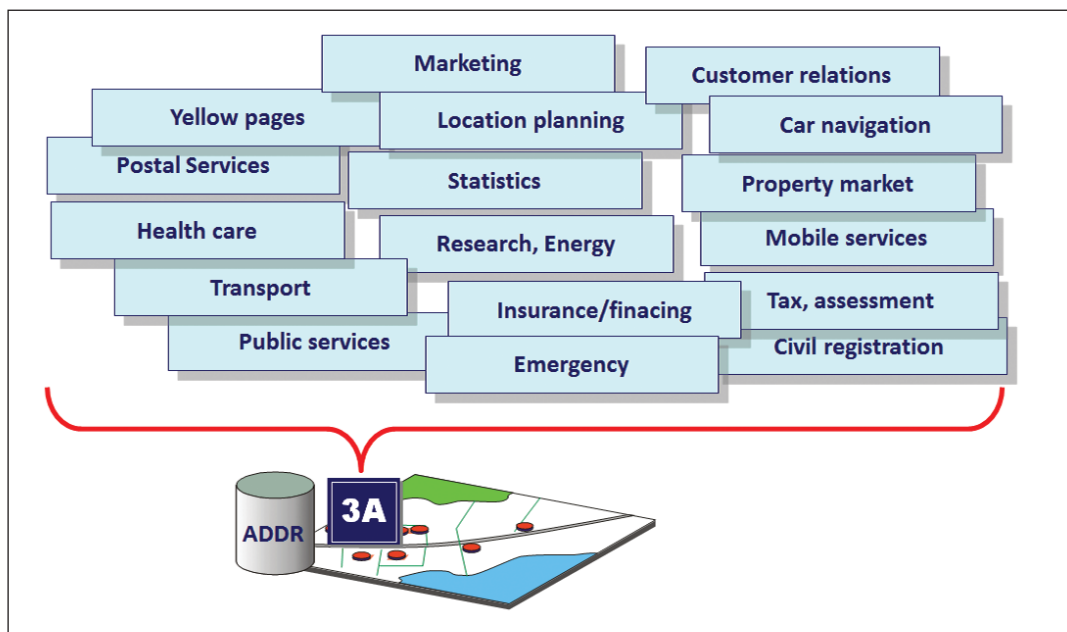 Marketing
Customer relations
Yellow pages
Location planning
Car navigation
Postal Services
Statistics
Property market
Health care
Research, Energy
Mobile services
Transport
Insurance/finacing
Tax, assessment
Public services
Emergency
Civil registration
3A
ADDR